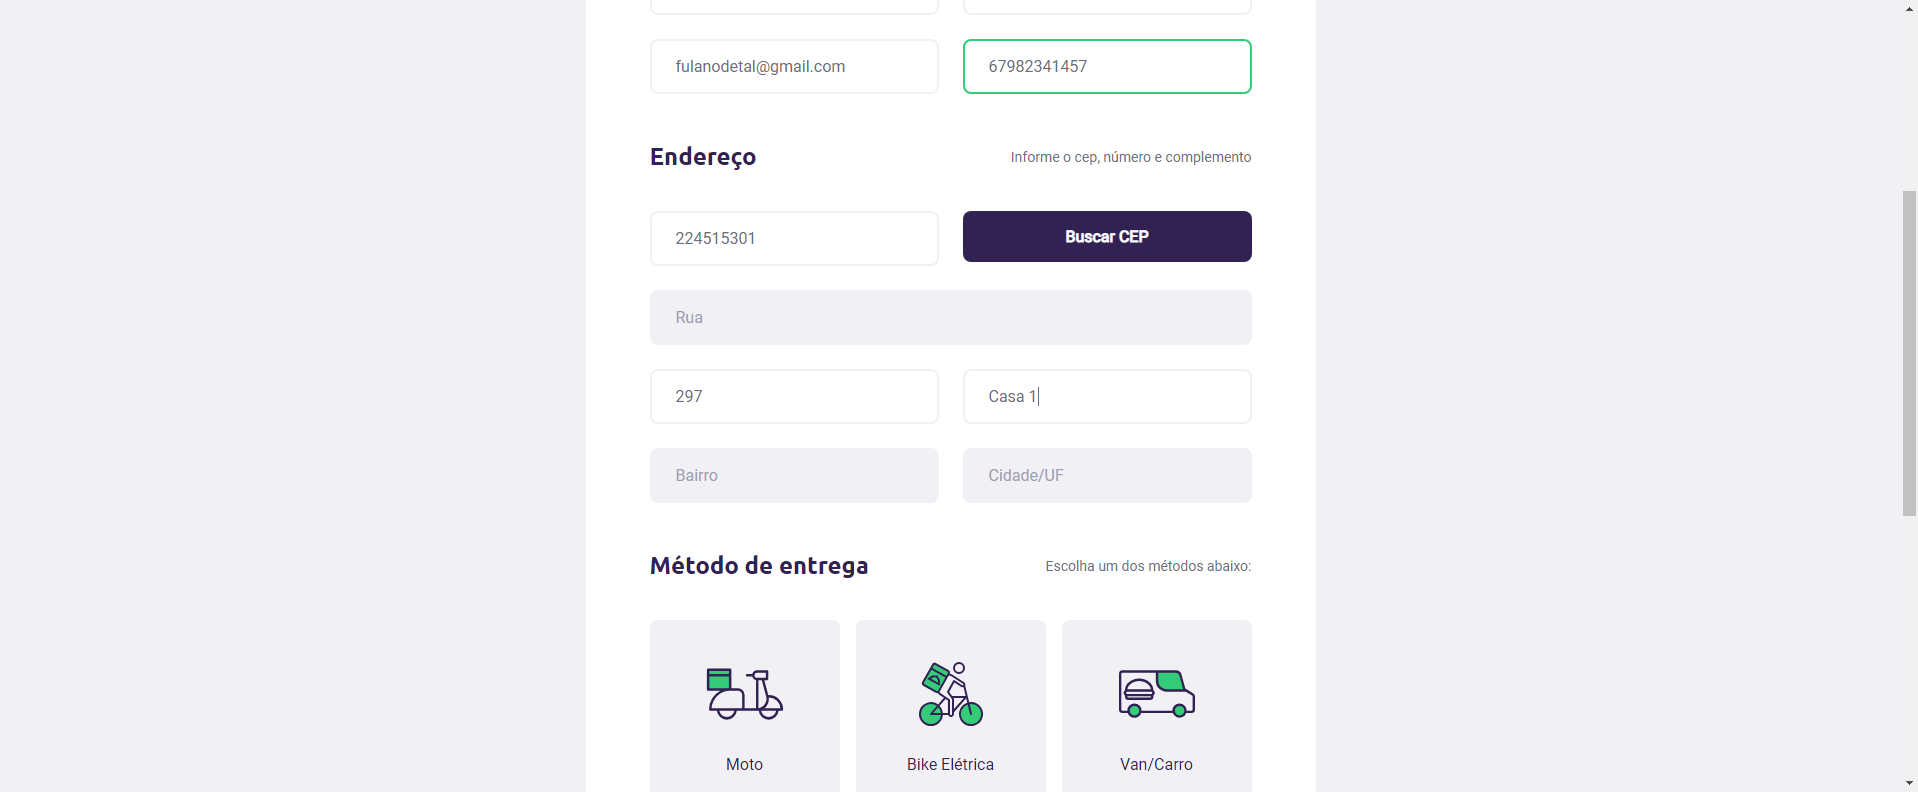 fulanodetal@gmail.com 67982341457
Endereço Informe o cep, número e complemento
224515301 Buscar CEP
Rua
297 Casa 1
Bairro Cidade/UF
Método de entrega Escolha um dos métodos abaixo:
Moto Bike Elétrica Van/Carro